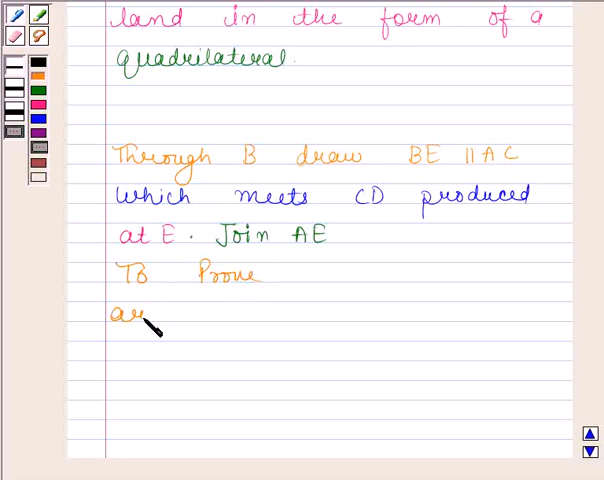 land in the form of a
quadrilateral.
Through B draw BE || AC
which meets CD produced
at E. Join AE
To Prove
ar